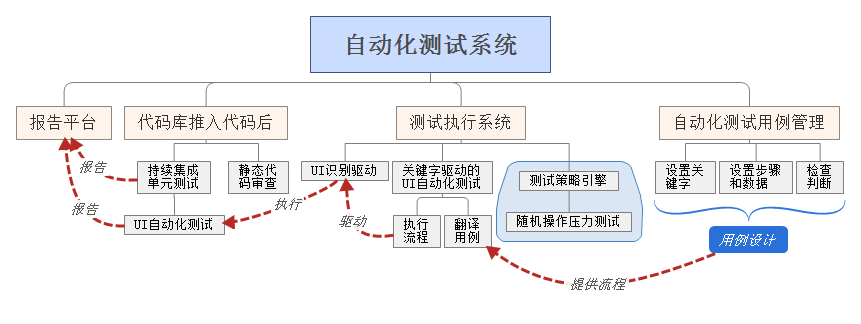 自动化测试系统
报告平台
代码库推入代码后
测试执行系统
自动化测试用例管理
报告
持续集成
单元测试
静态代
码审查
UI识别驱动
关键字驱动的
UI自动化测试
测试策略引擎
设置关
键字
设置步骤
和数据
检查
判断
报告
UI自动化测试
执行
驱动
执行
流程
翻译
用例
随机操作压力测试
用例设计
提供流程